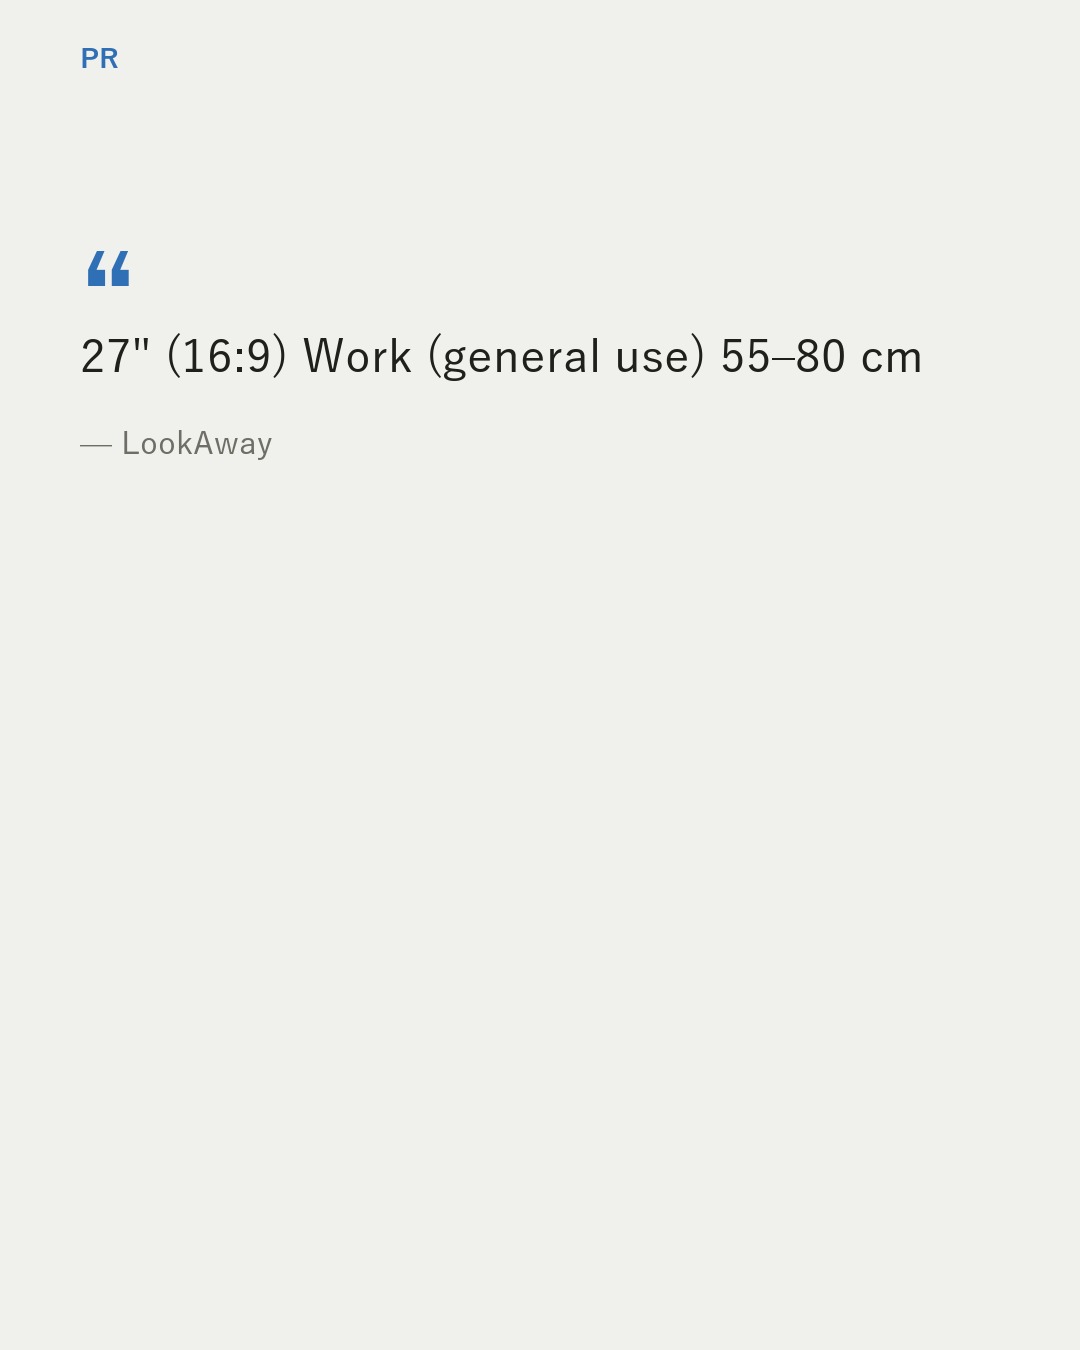 PR
“
27" (16:9) Work (general use) 55–80 cm
— LookAway